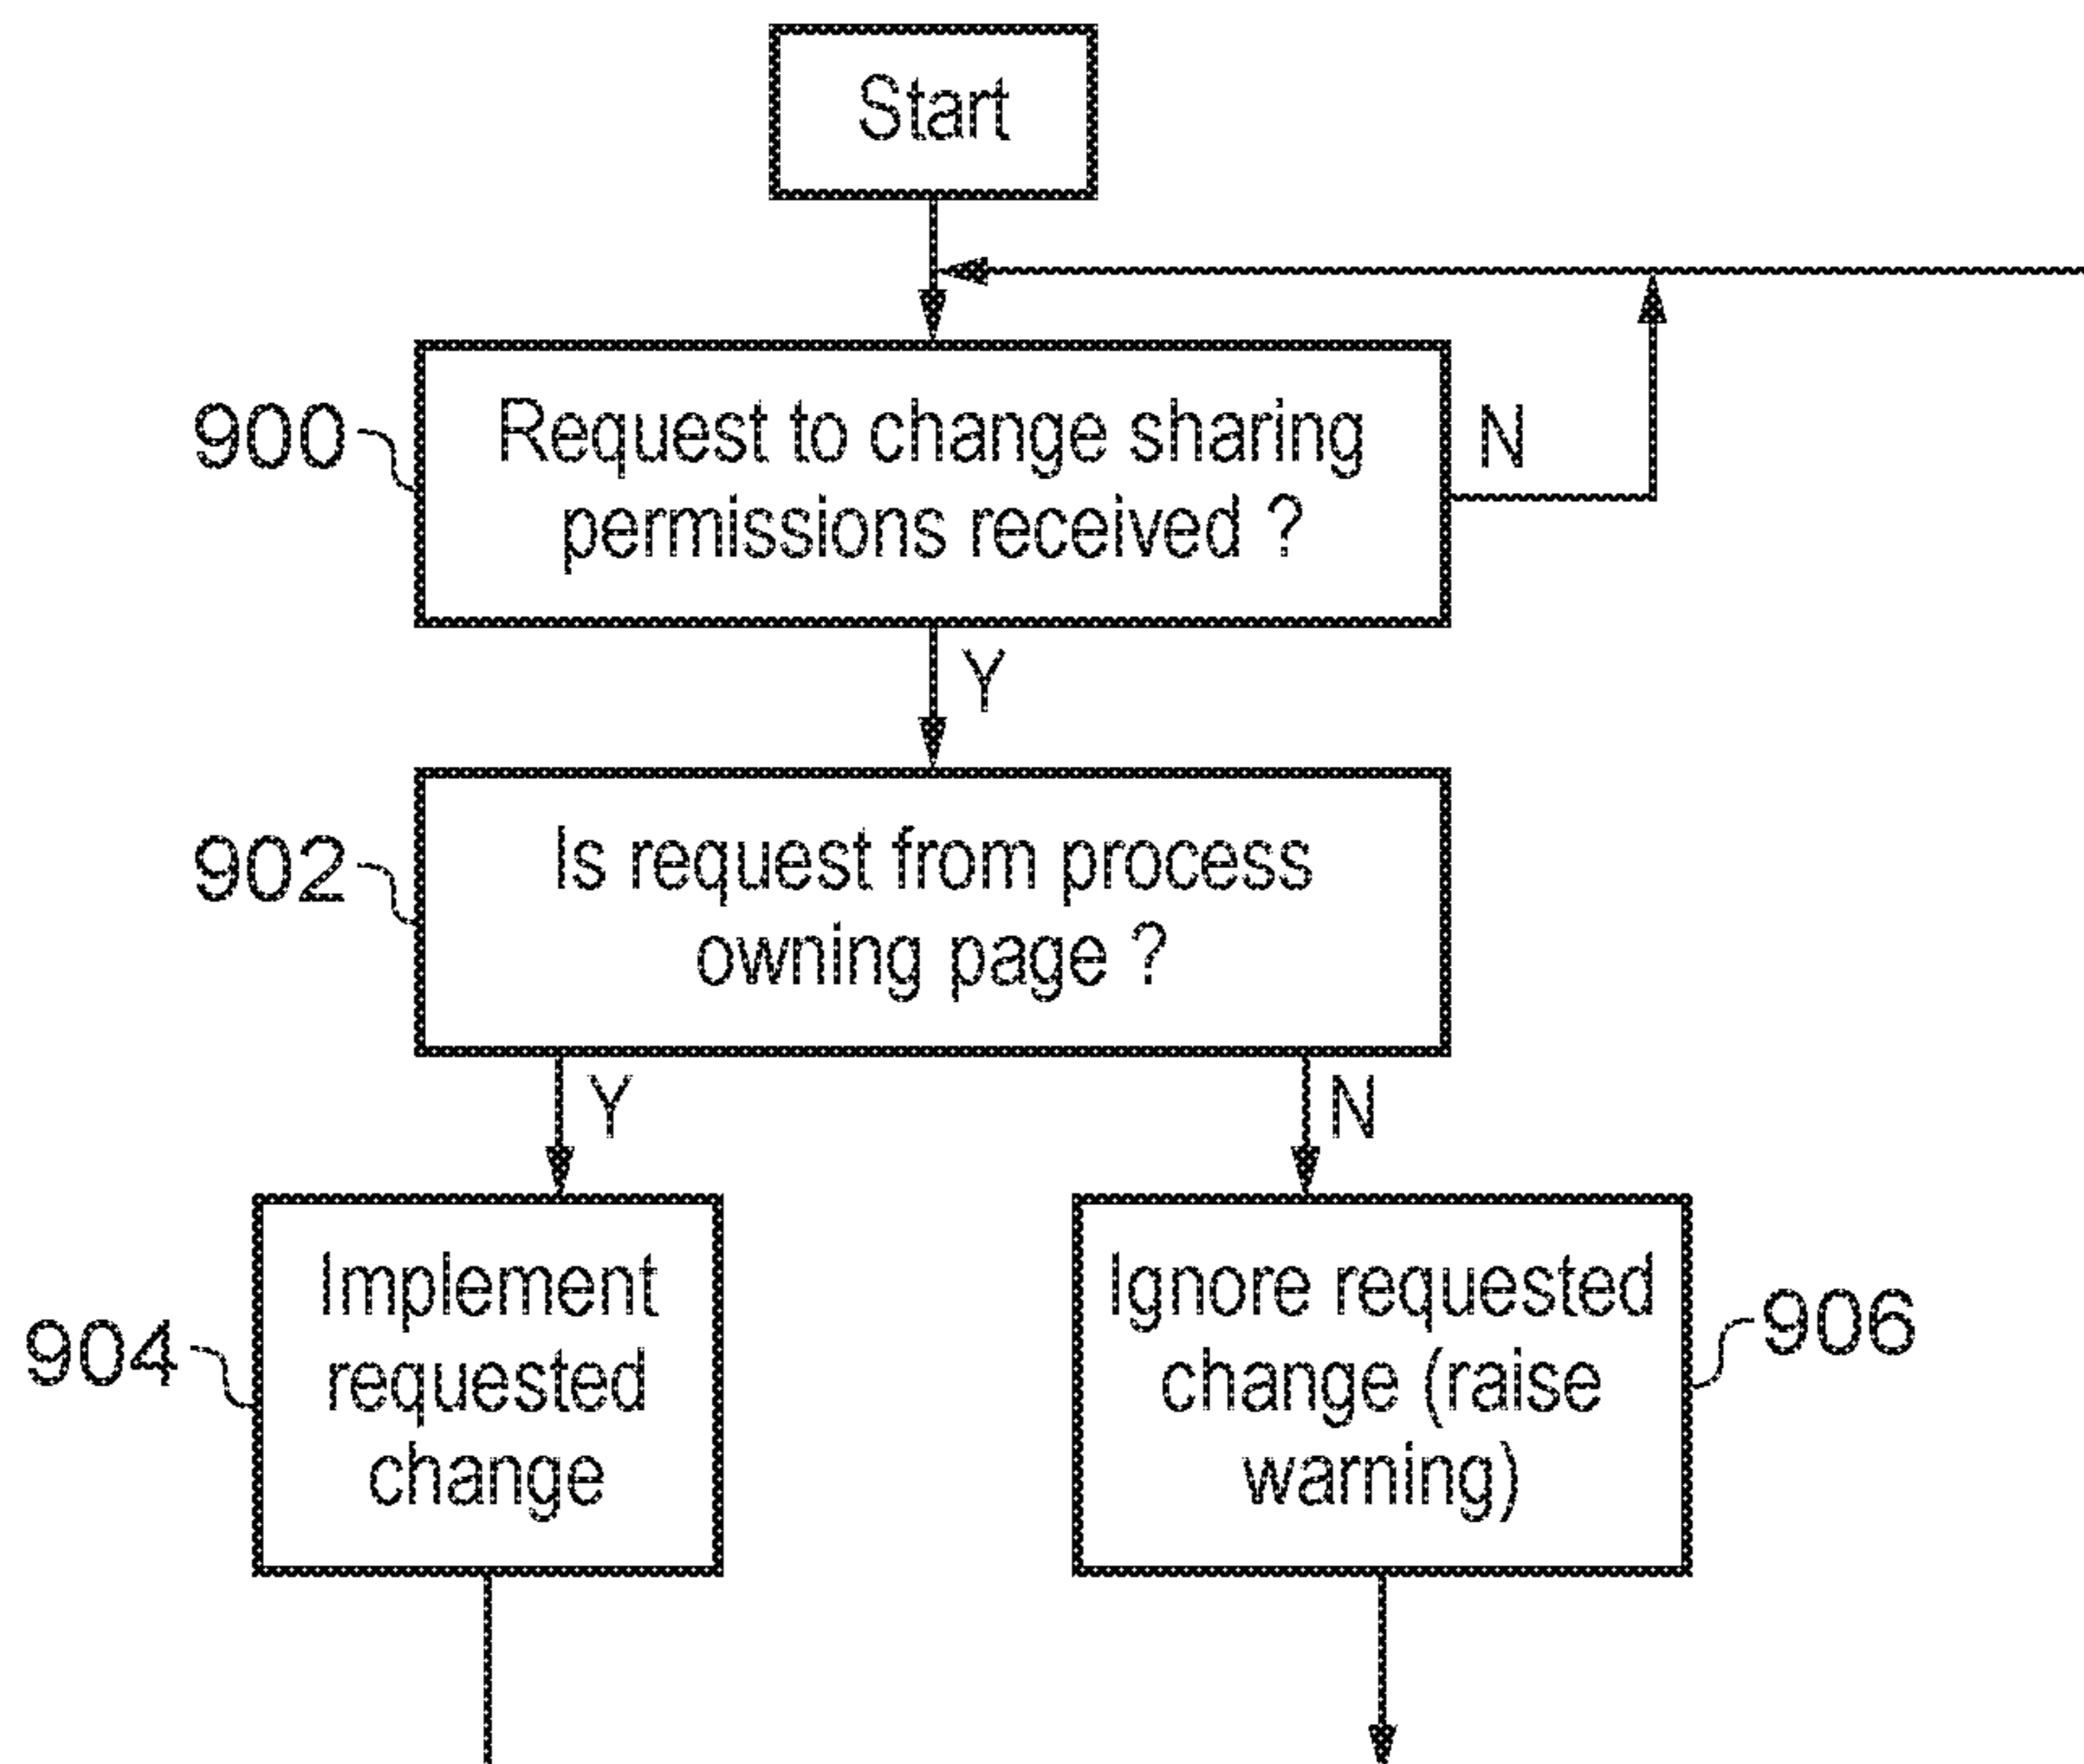 Start
900
Request to change sharing
permissions received ?
N
Y
902
Is request from process
owning page ?
Y
N
904
Implement
requested
change
Ignore requested
change (raise
warning)
906